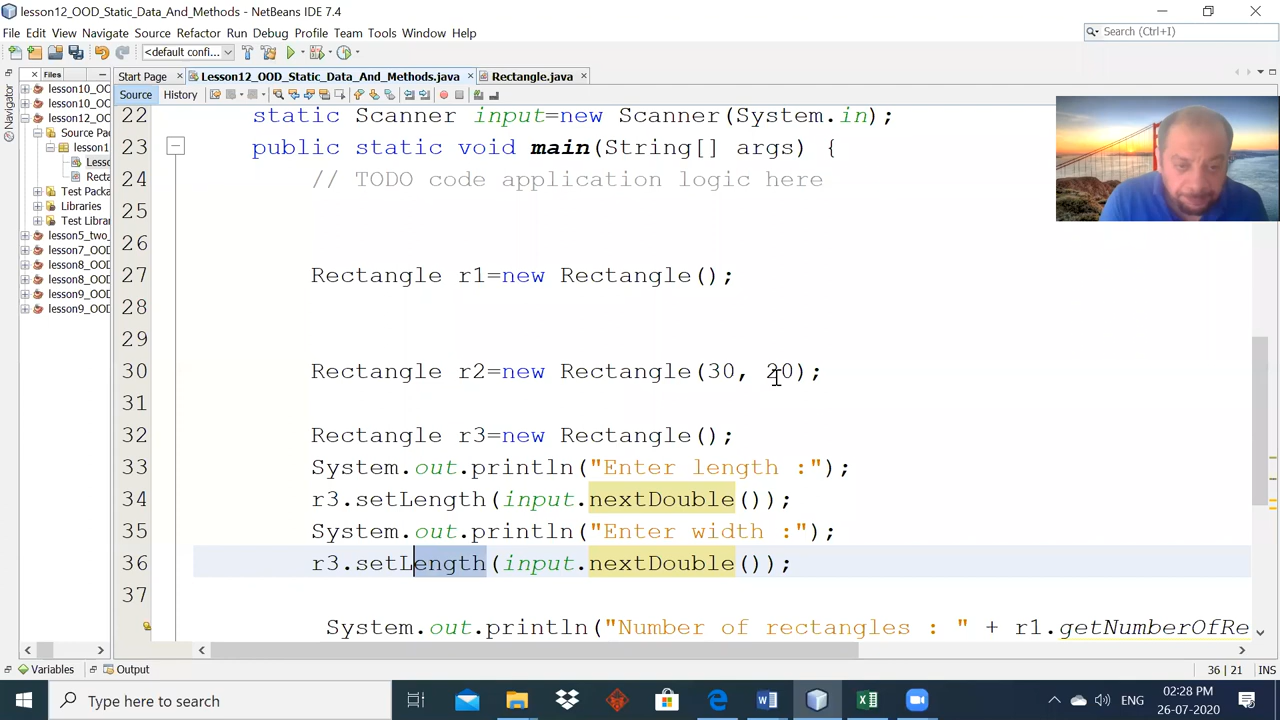 lesson12_OOD_Static_Data_And_Methods - NetBeans IDE 7.4
File Edit View Navigate Source Refactor Run Debug Profile Team Tools Window Help
Search (Ctrl+I)
<default confi...
Files
Start Page
Lesson12_OOD_Static_Data_And_Methods.java
Rectangle.java
Navigator
Source History
lesson10_OO
lesson10_OO
lesson12_OO
Source Pac
lesson1
Lesso
Recta
Test Packa
Libraries
Test Librar
lesson5_two_
lesson7_OOD
lesson8_OOD
lesson8_OOD
lesson9_OOD
lesson9_OOD
22 static Scanner input=new Scanner(System.in);
23 public static void main(String[] args) {
24 // TODO code application logic here
25
26
27 Rectangle r1=new Rectangle();
28
29
30 Rectangle r2=new Rectangle(30, 20);
31
32 Rectangle r3=new Rectangle();
33 System.out.println("Enter length :");
34 r3.setLength(input.nextDouble());
35 System.out.println("Enter width :");
36 r3.setLength(input.nextDouble());
37
System.out.println("Number of rectangles : " + r1.getNumberOfRe
Variables Output
36 | 21 INS
Type here to search
ENG
02:28 PM
26-07-2020